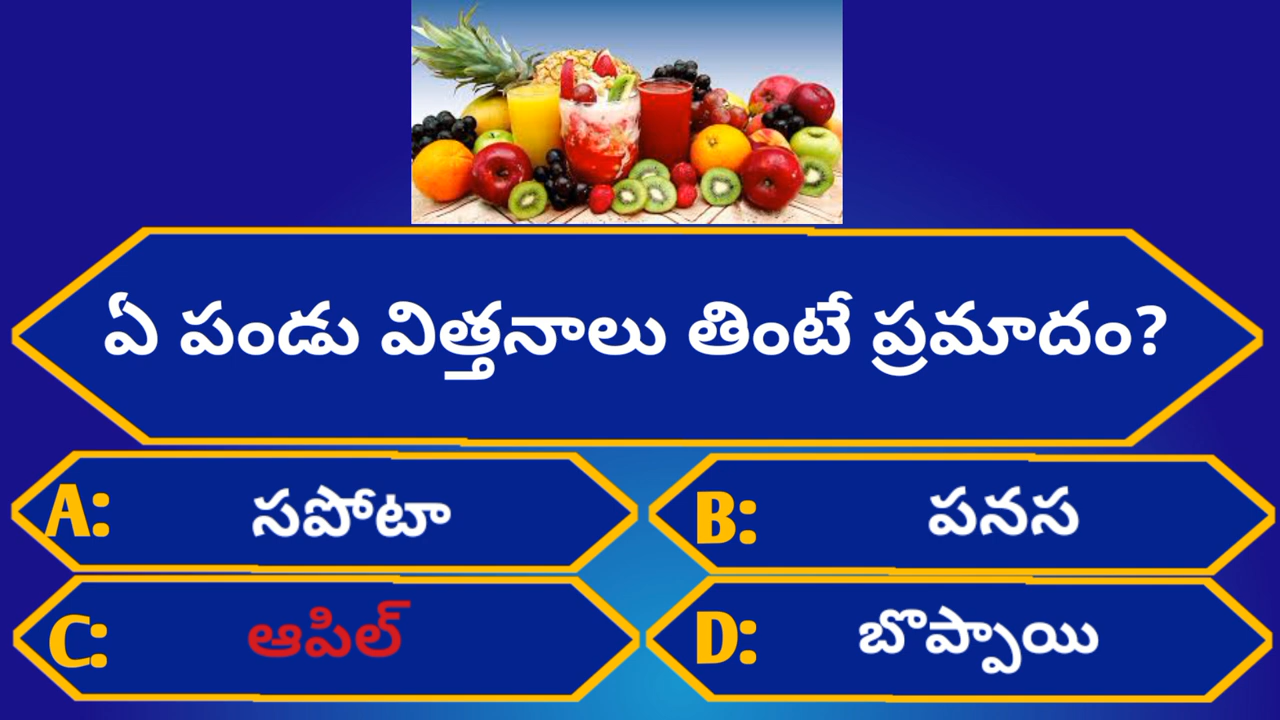 ఏ పండు విత్తనాలు తింటే ప్రమాదం?
A: సపోటా
B: పనస
C: ఆపిల్
D: బొప్పాయి